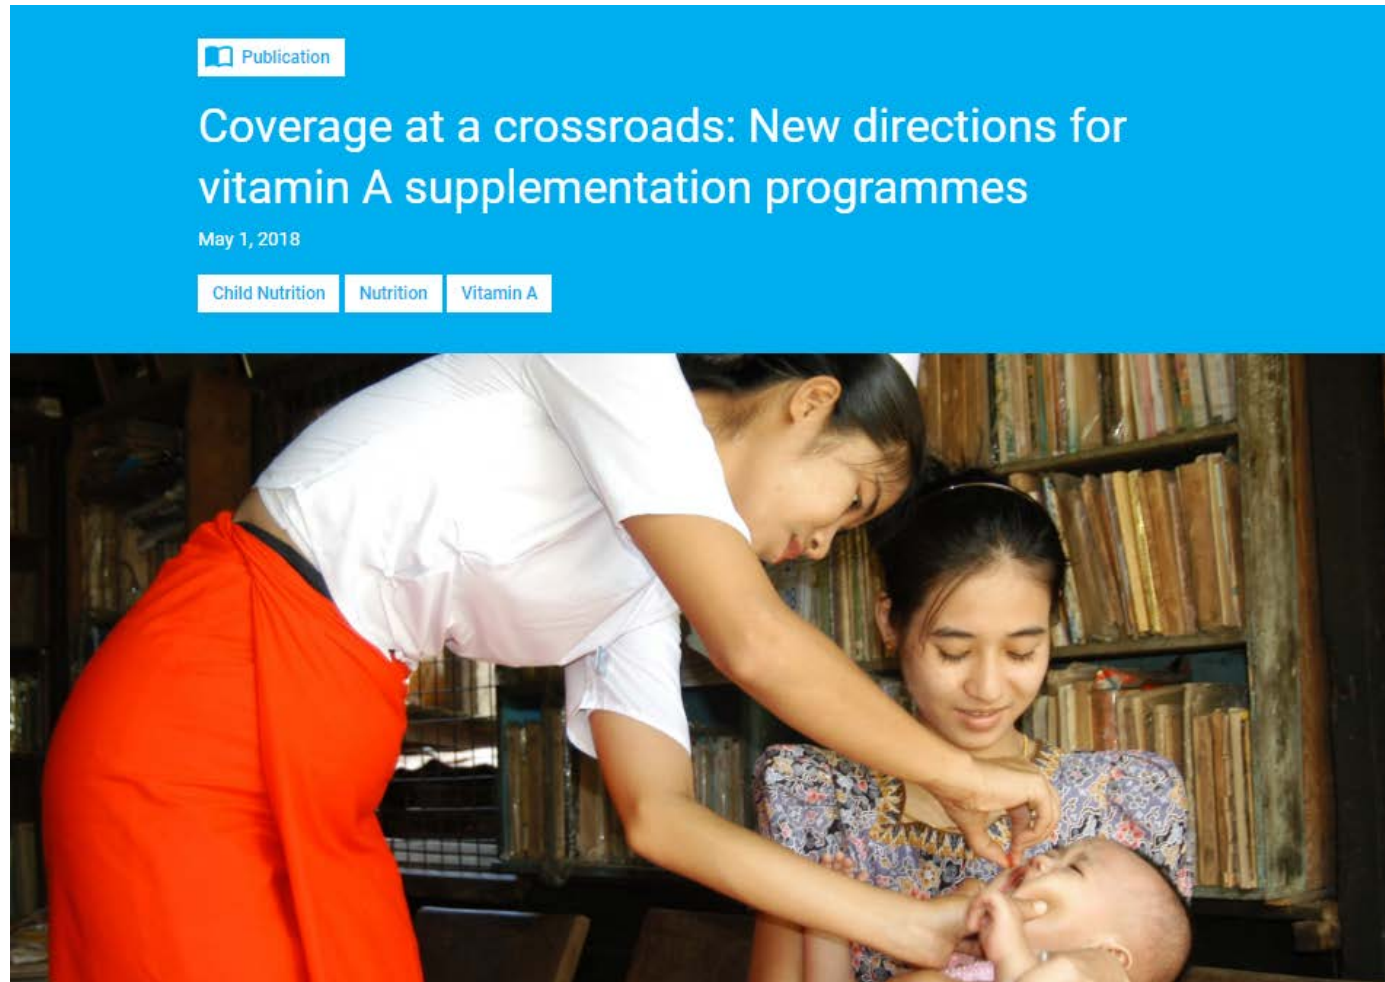 Publication
Coverage at a crossroads: New directions for
vitamin A supplementation programmes
May 1, 2018
Child Nutrition
Nutrition
Vitamin A